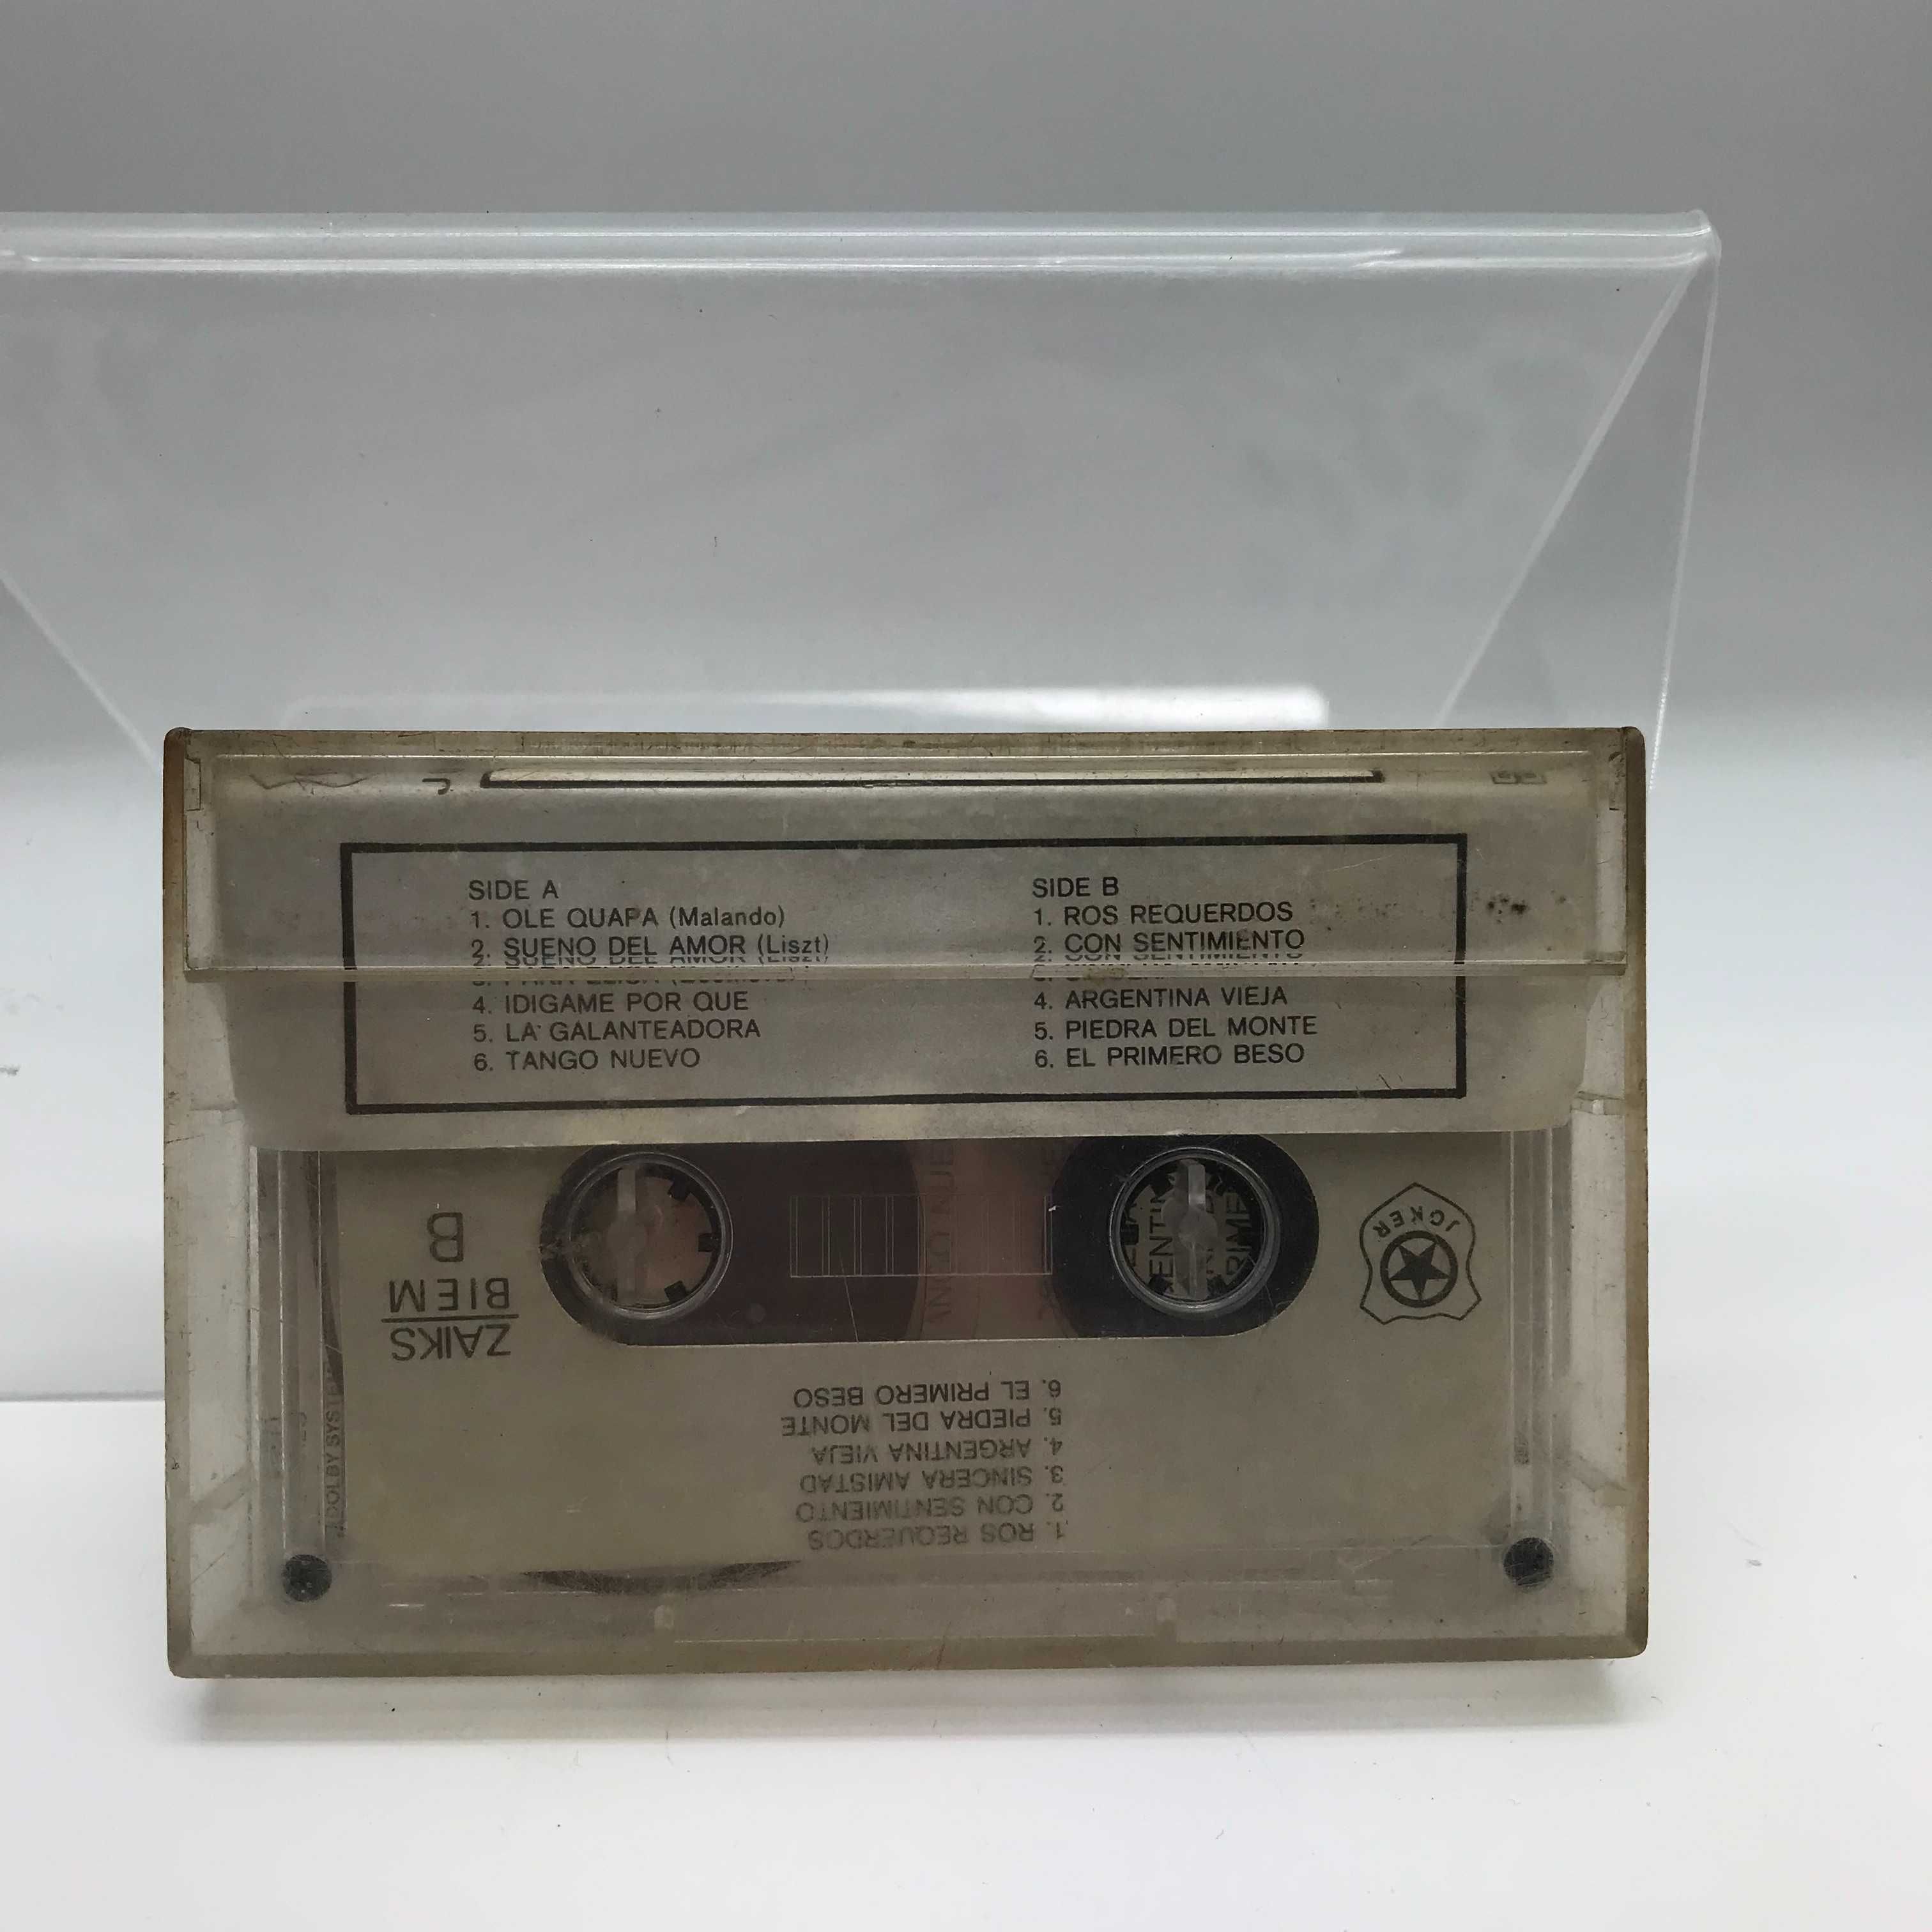 SIDE A
1. OLE QUAPA (Malando)
2. SUENO DEL AMOR (Liszt)
4. IDIGAME POR QUE
5. LA GALANTEADORA
6. TANGO NUEVO
SIDE B
1. ROS REQUERDOS
2. CON SENTIMIENTO
4. ARGENTINA VIEJA
5. PIEDRA DEL MONTE
6. EL PRIMERO BESO
B
ZAIKS
BIEM
JOKER
1. ROS REQUERDOS
2. CON SENTIMIENTO
3. SINCERA AMISTAD
4. ARGENTINA VIEJA
5. PIEDRA DEL MONTE
6. EL PRIMERO BESO
DOLBY SYSTEM